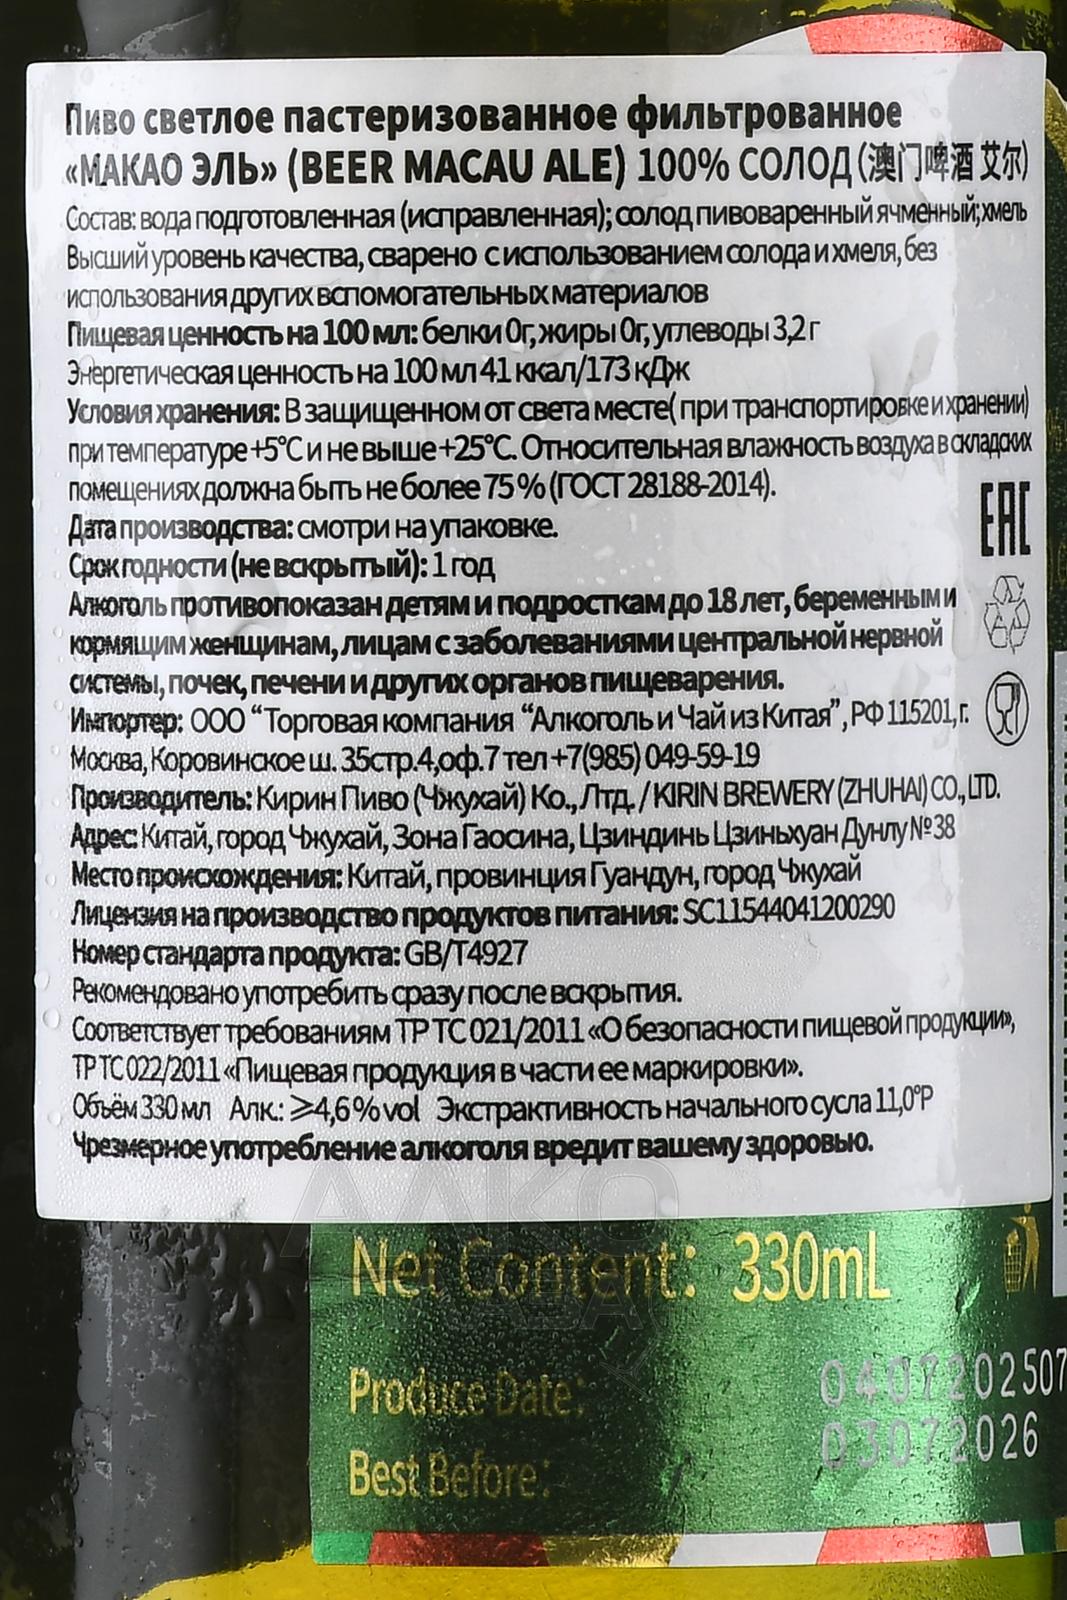 Пиво светлое пастеризованное фильтрованное
«МАКАО ЭЛЬ» (BEER MACAU ALE) 100% СОЛОД (澳门啤酒 艾尔)
Состав: вода подготовленная (исправленная); солод пивоваренный ячменный; хмель
Высший уровень качества, сварено с использованием солода и хмеля, без
использования других вспомогательных материалов
Пищевая ценность на 100 мл: белки 0г, жиры 0г, углеводы 3,2 г
Энергетическая ценность на 100 мл 41 ккал/173 кДж
Условия хранения: В защищенном от света месте( при транспортировке и хранении)
при температуре +5°С и не выше +25°С. Относительная влажность воздуха в складских
помещениях должна быть не более 75 % (ГОСТ 28188-2014).
Дата производства: смотри на упаковке.
Срок годности (не вскрытый): 1 год
EAC
Алкоголь противопоказан детям и подросткам до 18 лет, беременным и
кормящим женщинам, лицам с заболеваниями центральной нервной
системы, почек, печени и других органов пищеварения.
Импортер: ООО “Торговая компания “Алкоголь и Чай из Китая”, РФ 115201, г.
Москва, Коровинское ш. 35стр.4,оф.7 тел +7(985) 049-59-19
Производитель: Кирин Пиво (Чжухай) Ко., Лтд. / KIRIN BREWERY (ZHUHAI) CO., LTD.
Адрес: Китай, город Чжухай, Зона Гаосина, Цзиндинь Цзиньхуан Дунлу №38
Место происхождения: Китай, провинция Гуандун, город Чжухай
Лицензия на производство продуктов питания: SC11544041200290
Номер стандарта продукта: GB/T4927
Рекомендовано употребить сразу после вскрытия.
Соответствует требованиям ТР ТС 021/2011 «О безопасности пищевой продукции»,
ТР ТС 022/2011 «Пищевая продукция в части ее маркировки».
Объём 330 мл Алк.: ⩾4,6 % vol Экстрактивность начального сусла 11,0°P
Чрезмерное употребление алкоголя вредит вашему здоровью.
Net Content: 330mL
Produce Date: 0407202507
Best Before: 03072026